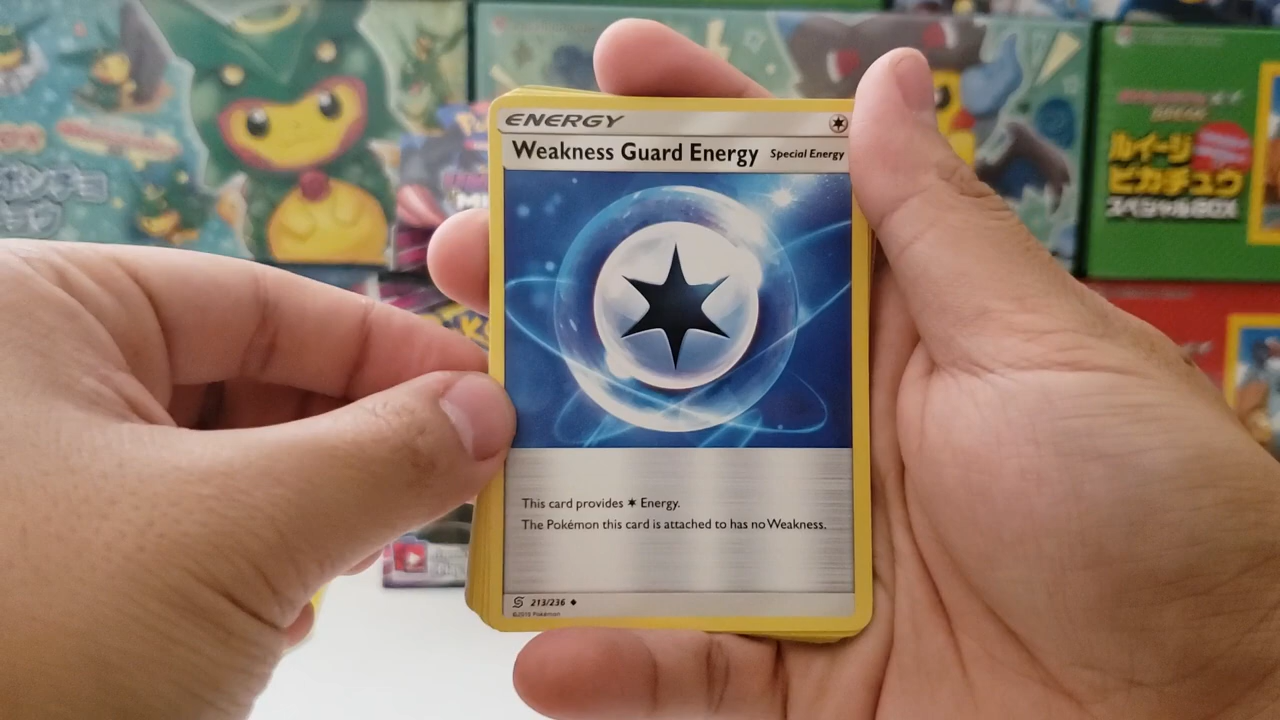 ENERGY
Weakness Guard Energy Special Energy
This card provides ✶ Energy.
The Pokémon this card is attached to has no Weakness.
213/236
©2019 Pokémon
ルイージ
ピカチュウ
スペシャルBOX